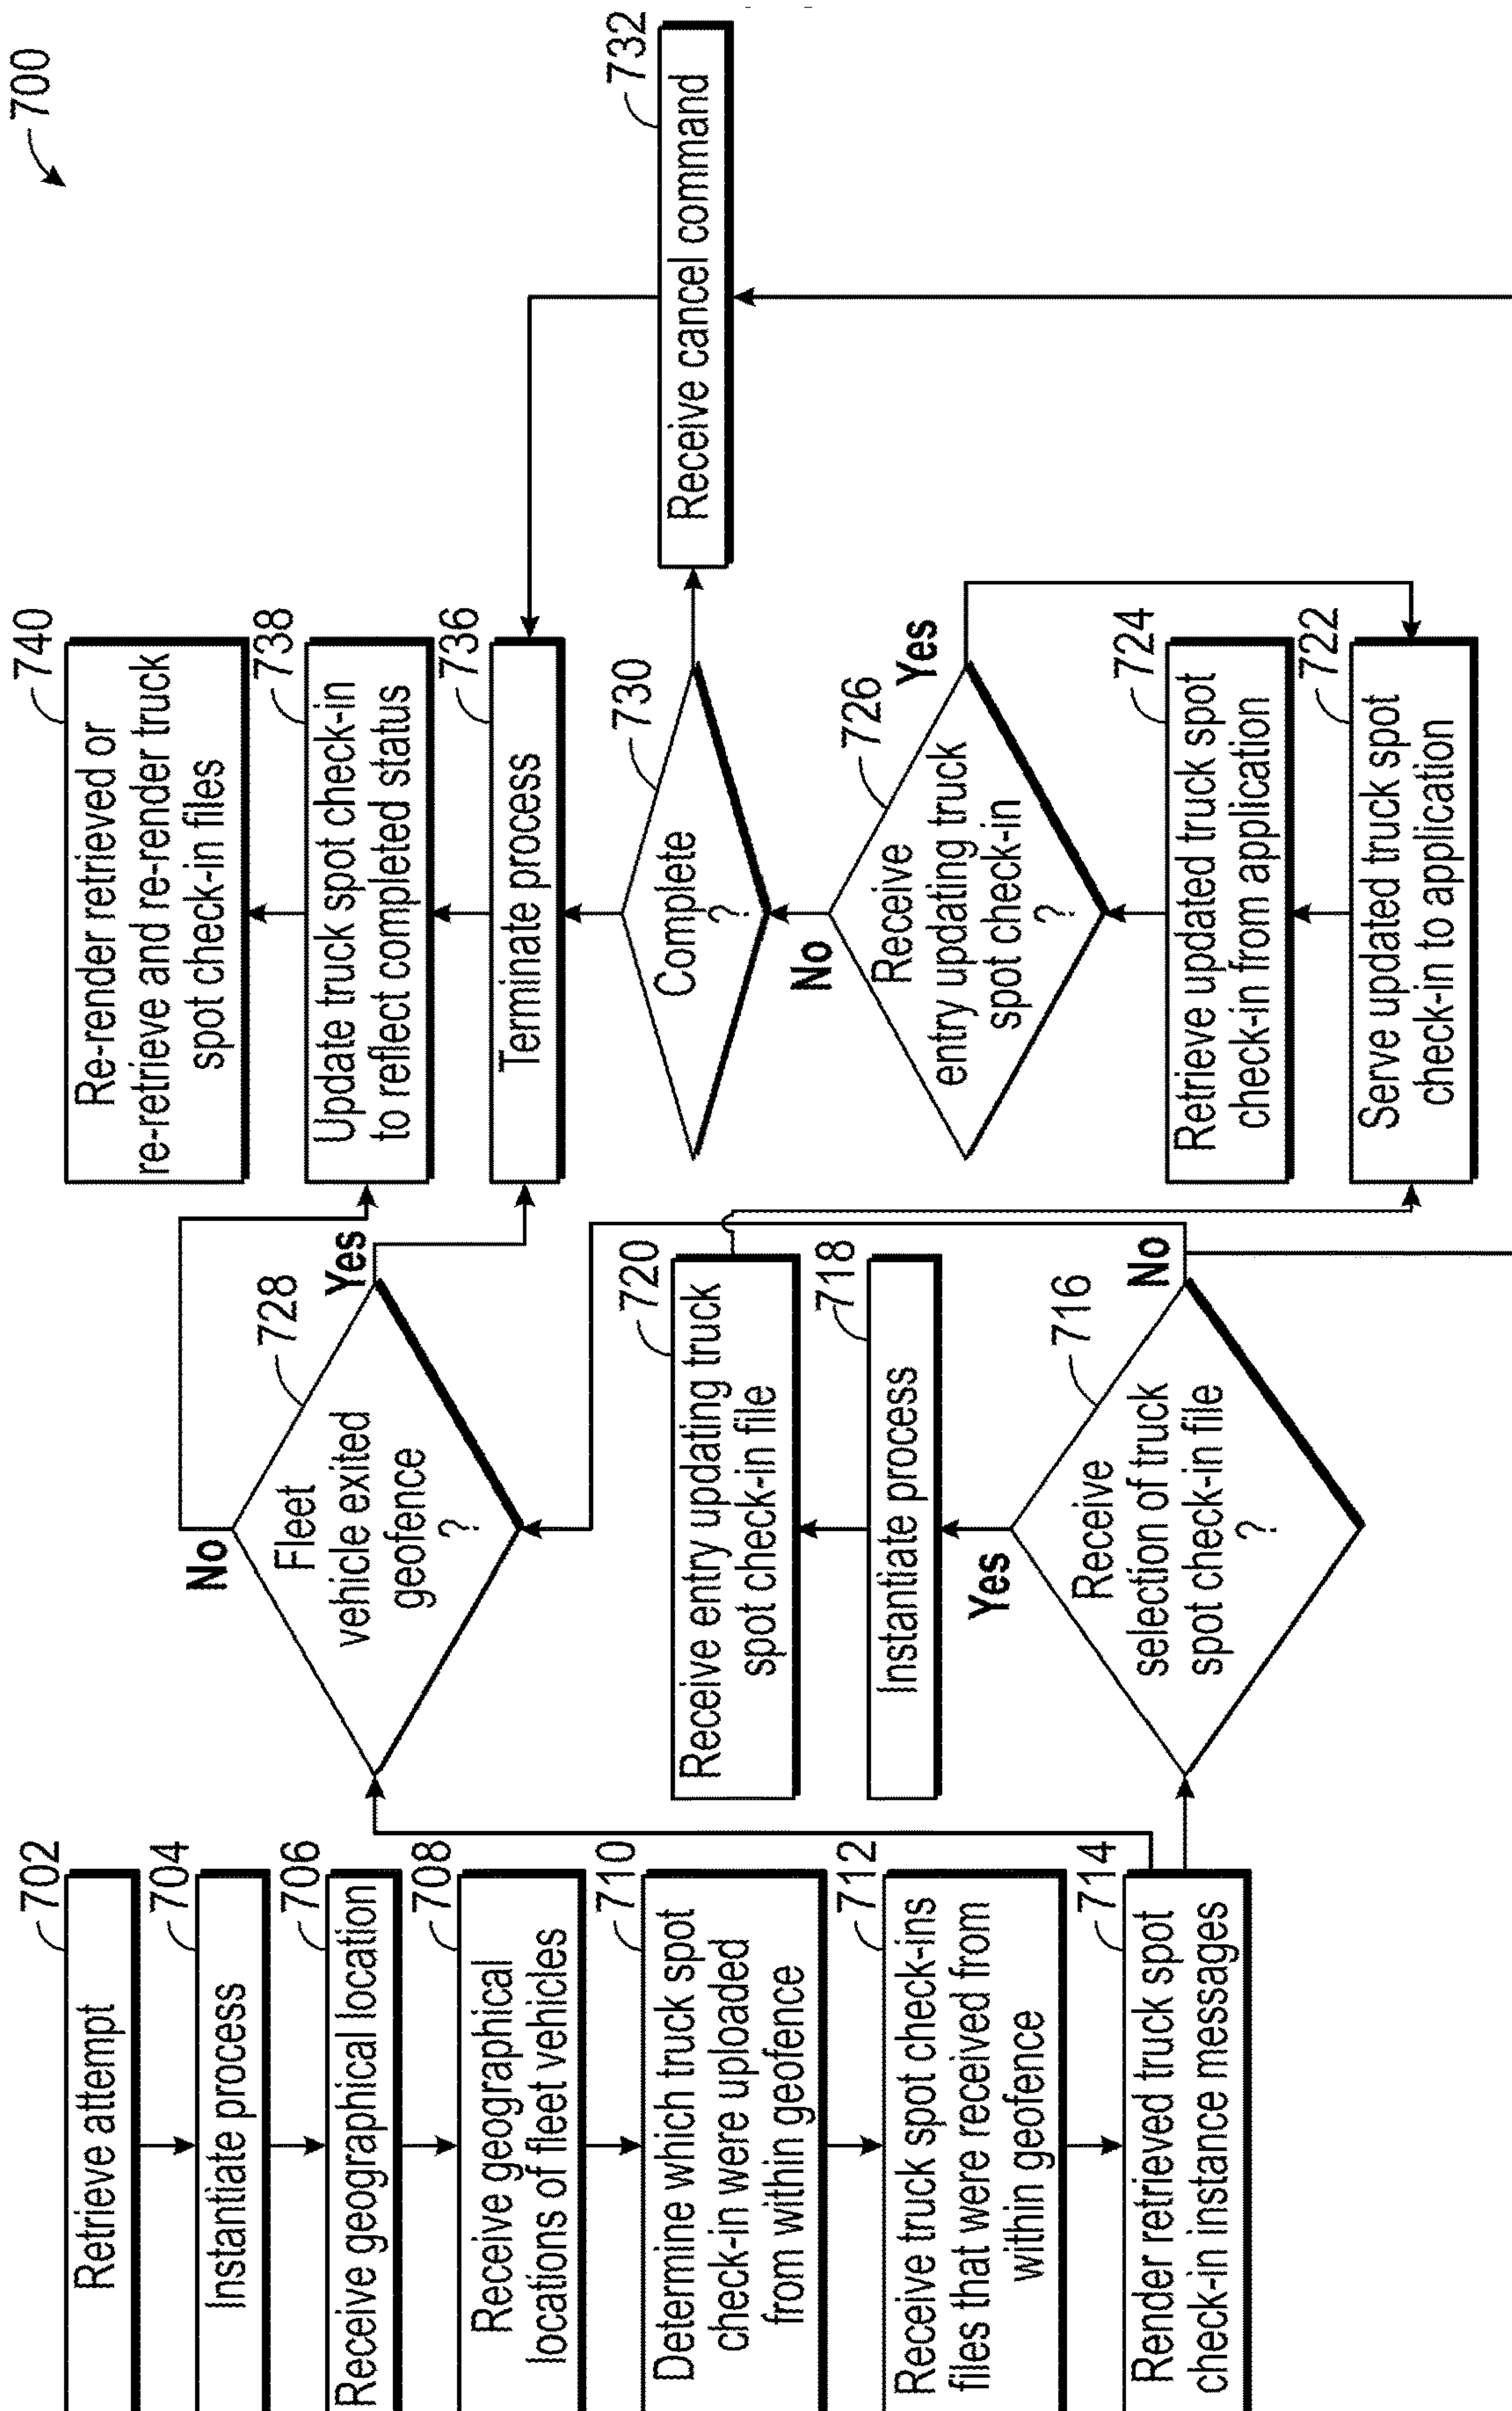 700
702
Retrieve attempt
704
Instantiate process
706
Receive geographical location
708
Receive geographical
locations of fleet vehicles
710
Determine which truck spot
check-in were uploaded
from within geofence
712
Receive truck spot check-ins
files that were received from
within geofence
714
Render retrieved truck spot
check-in instance messages
728
Fleet
vehicle exited
geofence
?
No
Yes
720
Receive entry updating truck
spot check-in file
718
Instantiate process
Yes
716
Receive
selection of truck
spot check-in file
?
No
740
Re-render retrieved or
re-retrieve and re-render truck
spot check-in files
738
Update truck spot check-in
to reflect completed status
736
Terminate process
730
Complete
?
No
726
Receive
entry updating truck
spot check-in
?
Yes
724
Retrieve updated truck spot
check-in from application
722
Serve updated truck spot
check-in to application
732
Receive cancel command